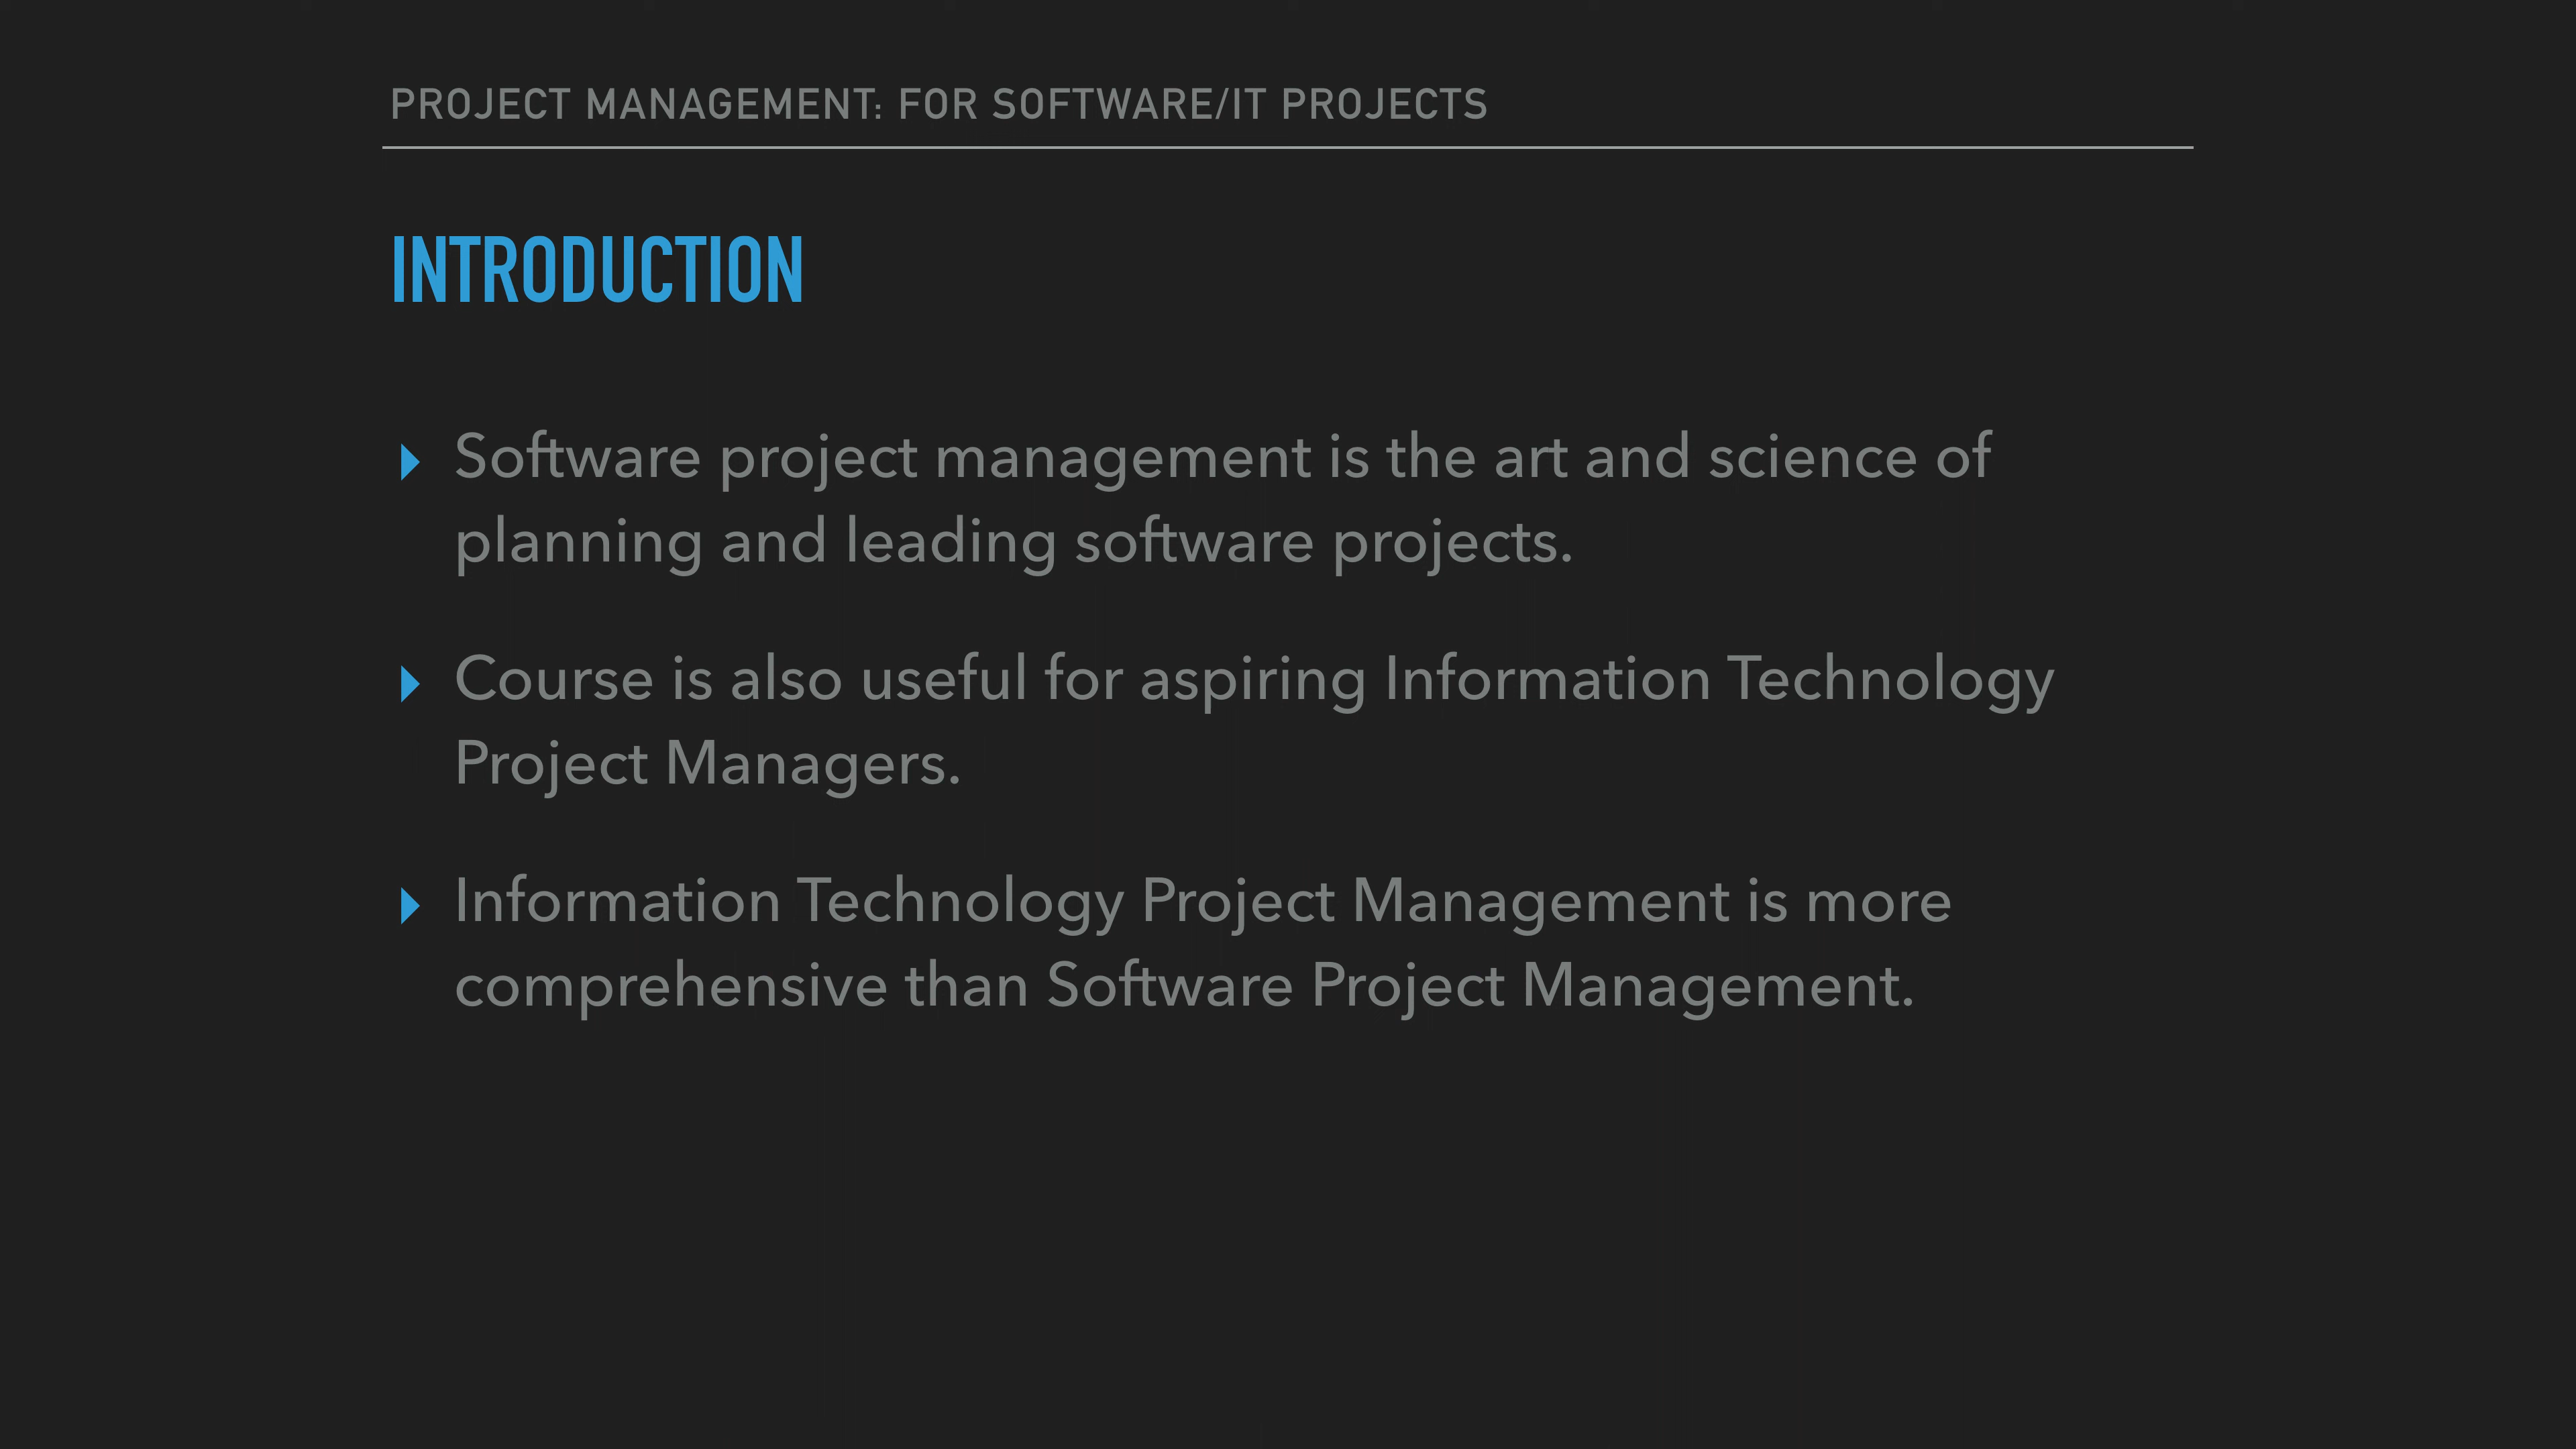 PROJECT MANAGEMENT: FOR SOFTWARE/IT PROJECTS
INTRODUCTION
Software project management is the art and science of
planning and leading software projects.
Course is also useful for aspiring Information Technology
Project Managers.
Information Technology Project Management is more
comprehensive than Software Project Management.